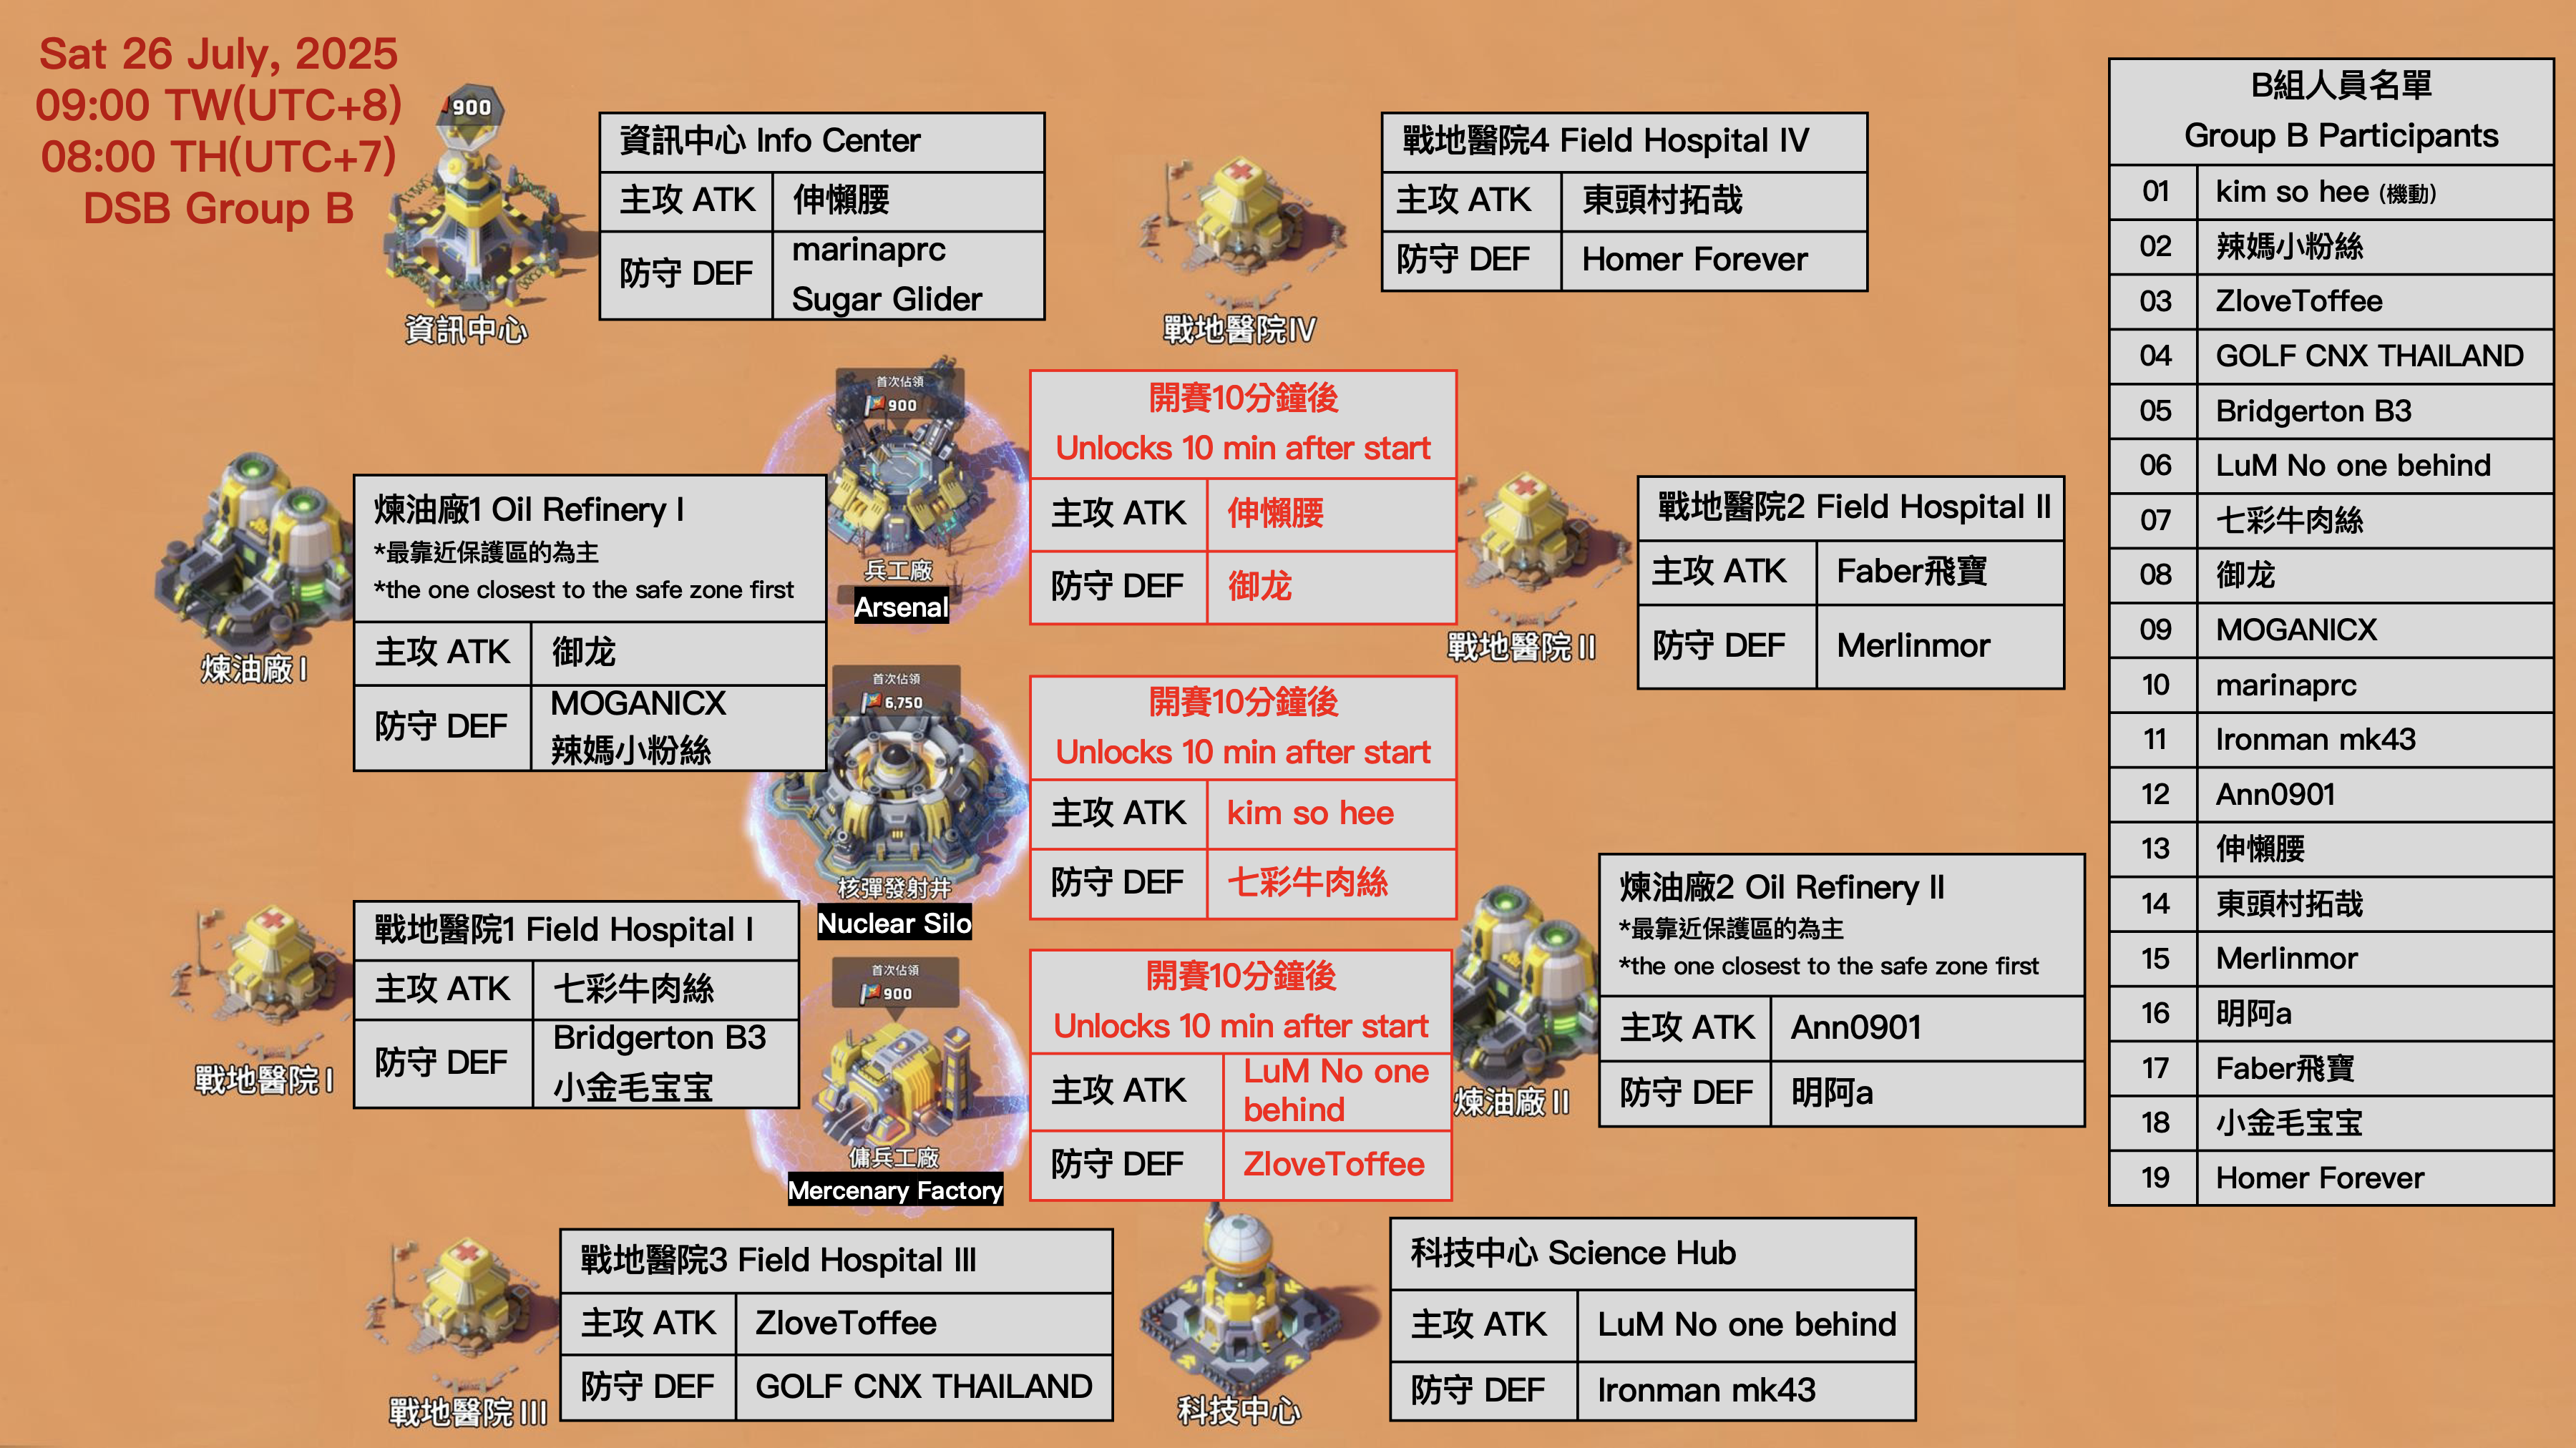 Sat 26 July, 2025
09:00 TW(UTC+8)
08:00 TH(UTC+7)
DSB Group B
900
資訊中心
資訊中心 Info Center
主攻 ATK
伸懶腰
防守 DEF
marinaprc
Sugar Glider
戰地醫院IV
戰地醫院4 Field Hospital IV
主攻 ATK
東頭村拓哉
防守 DEF
Homer Forever
首次佔領
900
兵工廠
Arsenal
開賽10分鐘後
Unlocks 10 min after start
主攻 ATK
伸懶腰
防守 DEF
御龙
煉油廠 I
煉油廠1 Oil Refinery I
*最靠近保護區的為主
*the one closest to the safe zone first
主攻 ATK
御龙
防守 DEF
MOGANICX
辣媽小粉絲
戰地醫院 II
戰地醫院2 Field Hospital II
主攻 ATK
Faber飛寶
防守 DEF
Merlinmor
首次佔領
6,750
核彈發射井
Nuclear Silo
開賽10分鐘後
Unlocks 10 min after start
主攻 ATK
kim so hee
防守 DEF
七彩牛肉絲
戰地醫院 I
戰地醫院1 Field Hospital I
主攻 ATK
七彩牛肉絲
防守 DEF
Bridgerton B3
小金毛宝宝
首次佔領
900
傭兵工廠
Mercenary Factory
開賽10分鐘後
Unlocks 10 min after start
主攻 ATK
LuM No one
behind
防守 DEF
ZloveToffee
煉油廠 II
煉油廠2 Oil Refinery II
*最靠近保護區的為主
*the one closest to the safe zone first
主攻 ATK
Ann0901
防守 DEF
明阿a
戰地醫院 III
戰地醫院3 Field Hospital III
主攻 ATK
ZloveToffee
防守 DEF
GOLF CNX THAILAND
科技中心
科技中心 Science Hub
主攻 ATK
LuM No one behind
防守 DEF
Ironman mk43
B組人員名單
Group B Participants
01 kim so hee (機動)
02 辣媽小粉絲
03 ZloveToffee
04 GOLF CNX THAILAND
05 Bridgerton B3
06 LuM No one behind
07 七彩牛肉絲
08 御龙
09 MOGANICX
10 marinaprc
11 Ironman mk43
12 Ann0901
13 伸懶腰
14 東頭村拓哉
15 Merlinmor
16 明阿a
17 Faber飛寶
18 小金毛宝宝
19 Homer Forever